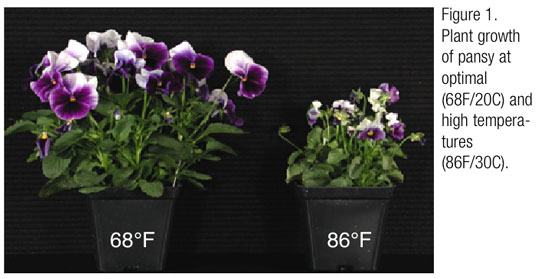 68°F
86°F
Figure 1.
Plant growth
of pansy at
optimal
(68F/20C) and
high tempera-
tures
(86F/30C).